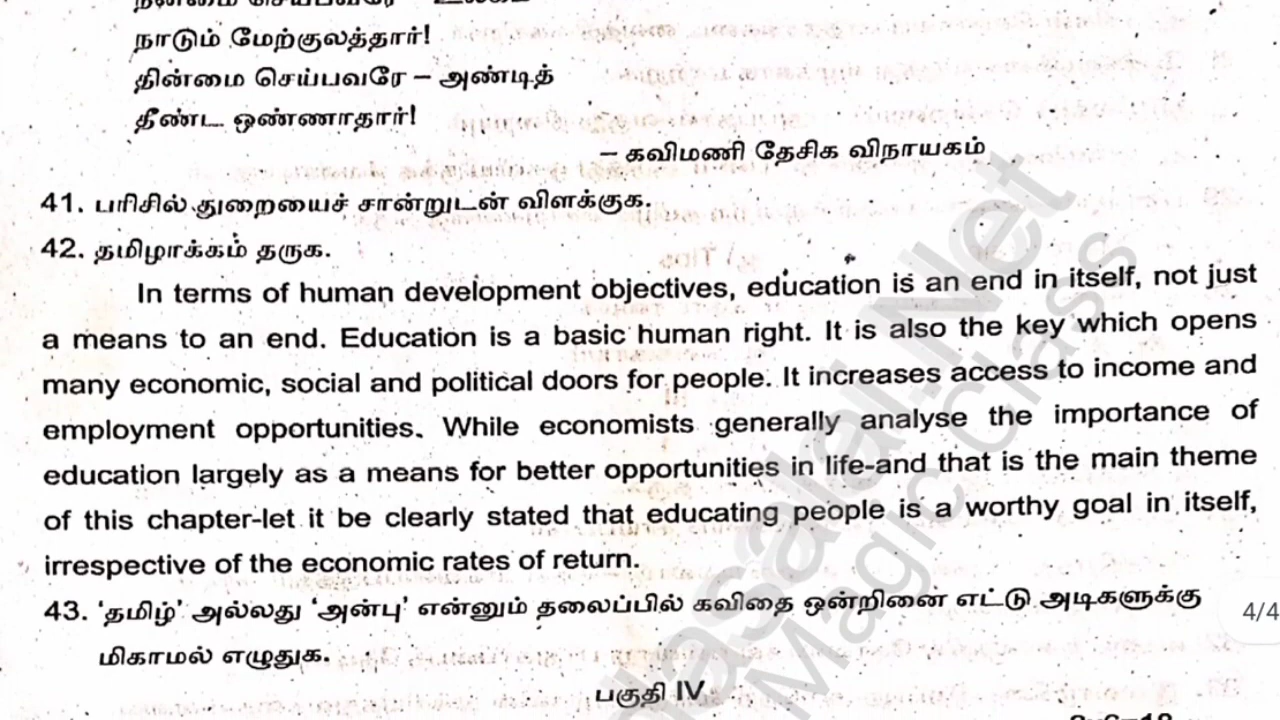 நாடும் மேற்குலத்தார்!
தின்மை செய்பவரே – அண்டித்
தீண்ட ஒண்ணாதார்!
– கவிமணி தேசிக விநாயகம்
41. பரிசில் துறையைச் சான்றுடன் விளக்குக.
42. தமிழாக்கம் தருக.
In terms of human development objectives, education is an end in itself, not just
a means to an end. Education is a basic human right. It is also the key which opens
many economic, social and political doors for people. It increases access to income and
employment opportunities. While economists generally analyse the importance of
education largely as a means for better opportunities in life-and that is the main theme
of this chapter-let it be clearly stated that educating people is a worthy goal in itself,
irrespective of the economic rates of return.
43. ‘தமிழ்’ அல்லது ‘அன்பு’ என்னும் தலைப்பில் கவிதை ஒன்றினை எட்டு அடிகளுக்கு
மிகாமல் எழுதுக.
4/4
பகுதி IV